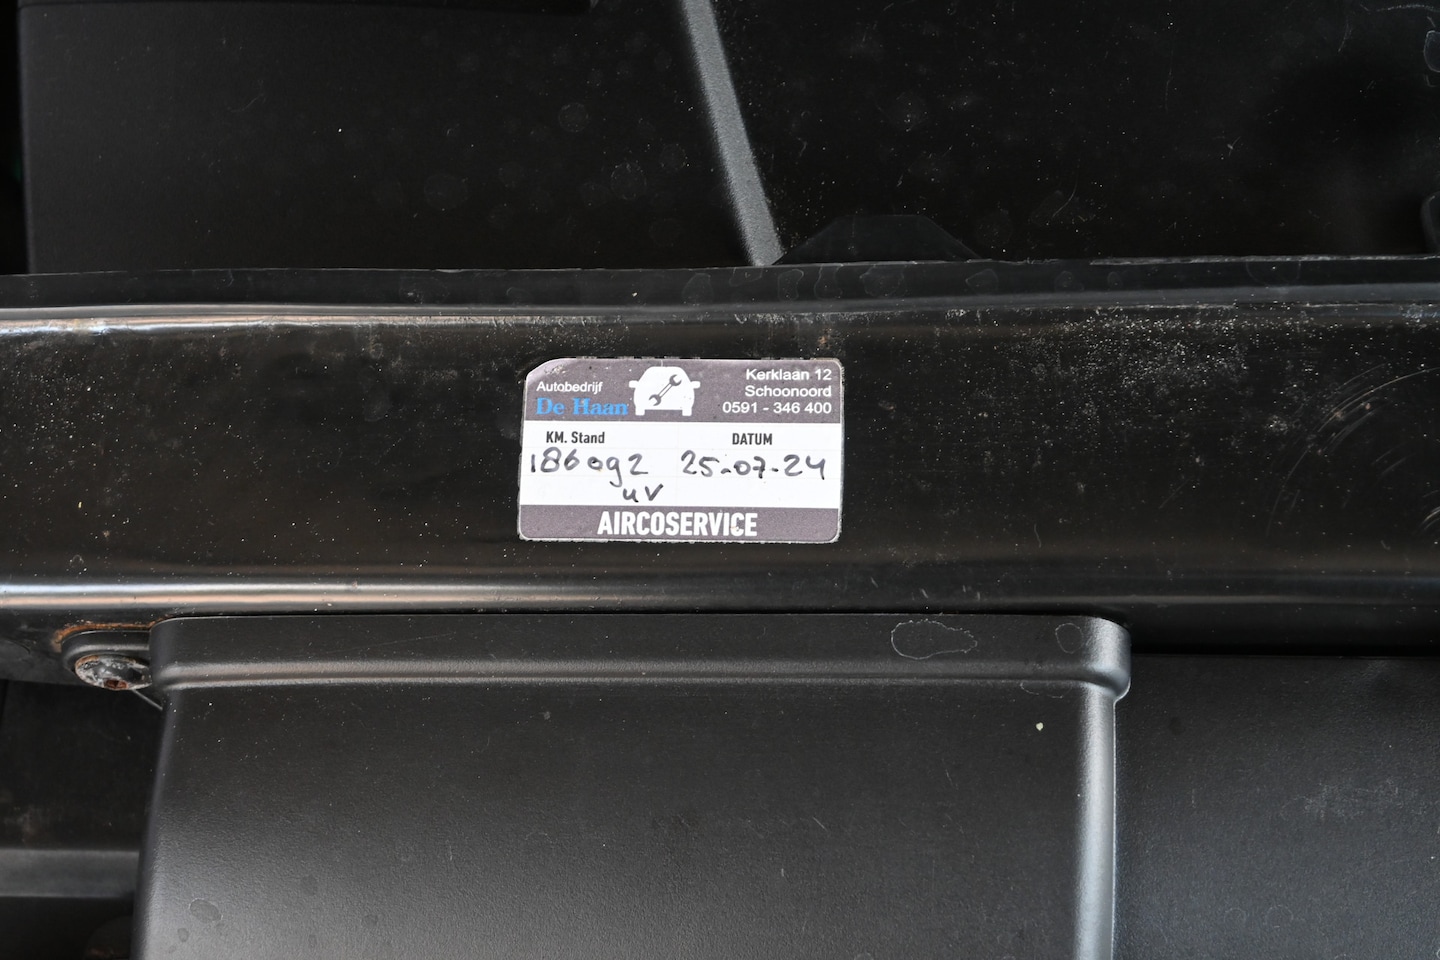 Autobedrijf
De Haan
Kerklaan 12
Schoonoord
0591 - 346 400
KM. Stand DATUM
186092 25-07-24
uv
AIRCOSERVICE